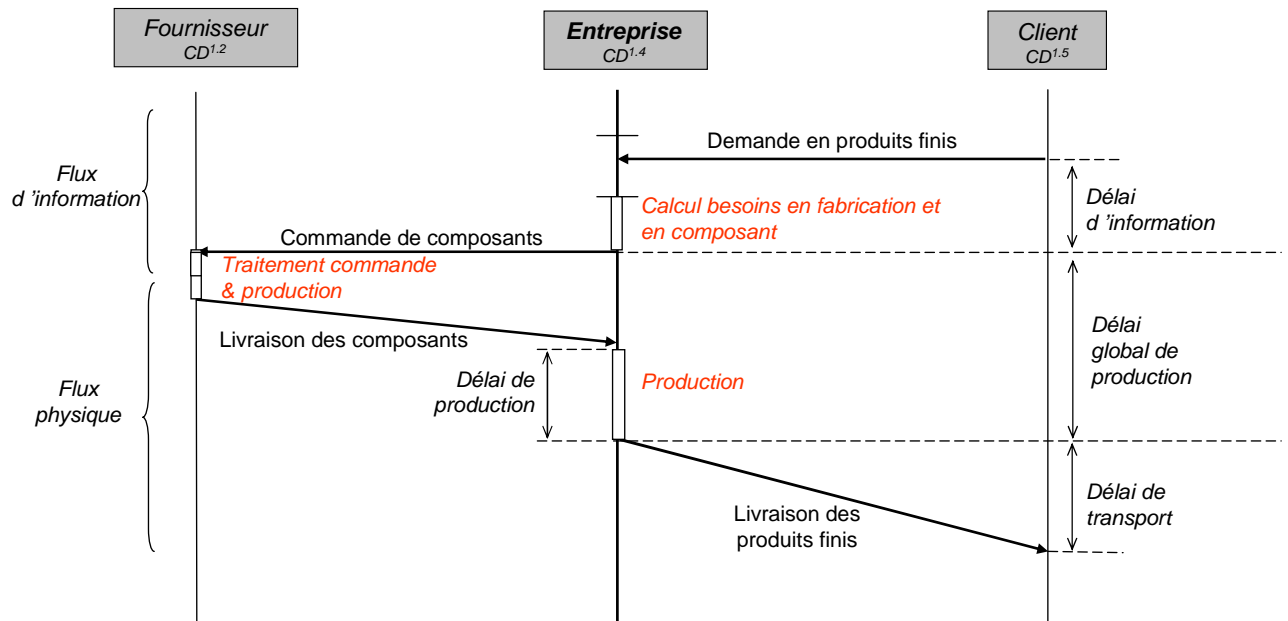 Fournisseur
CD1.2
Entreprise
CD1.4
Client
CD1.5
Demande en produits finis
Flux
d ’information
Calcul besoins en fabrication et
en composant
Délai
d ’information
Commande de composants
Traitement commande
& production
Livraison des composants
Délai
global de
production
Flux
physique
Délai de
production
Production
Livraison des
produits finis
Délai de
transport